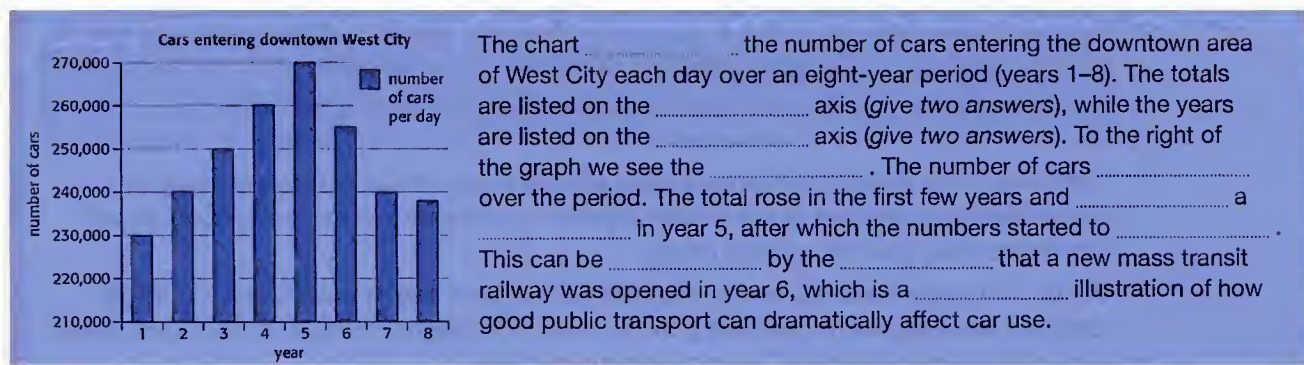 Cars entering downtown West City
270,000
260,000
250,000
240,000
230,000
220,000
210,000
number of cars
1 2 3 4 5 6 7 8
year
number
of cars
per day
The chart .................... the number of cars entering the downtown area
of West City each day over an eight-year period (years 1–8). The totals
are listed on the .................... axis (give two answers), while the years
are listed on the .................... axis (give two answers). To the right of
the graph we see the .................... . The number of cars ....................
over the period. The total rose in the first few years and .................... a
.................... in year 5, after which the numbers started to .................... .
This can be .................... by the .................... that a new mass transit
railway was opened in year 6, which is a .................... illustration of how
good public transport can dramatically affect car use.